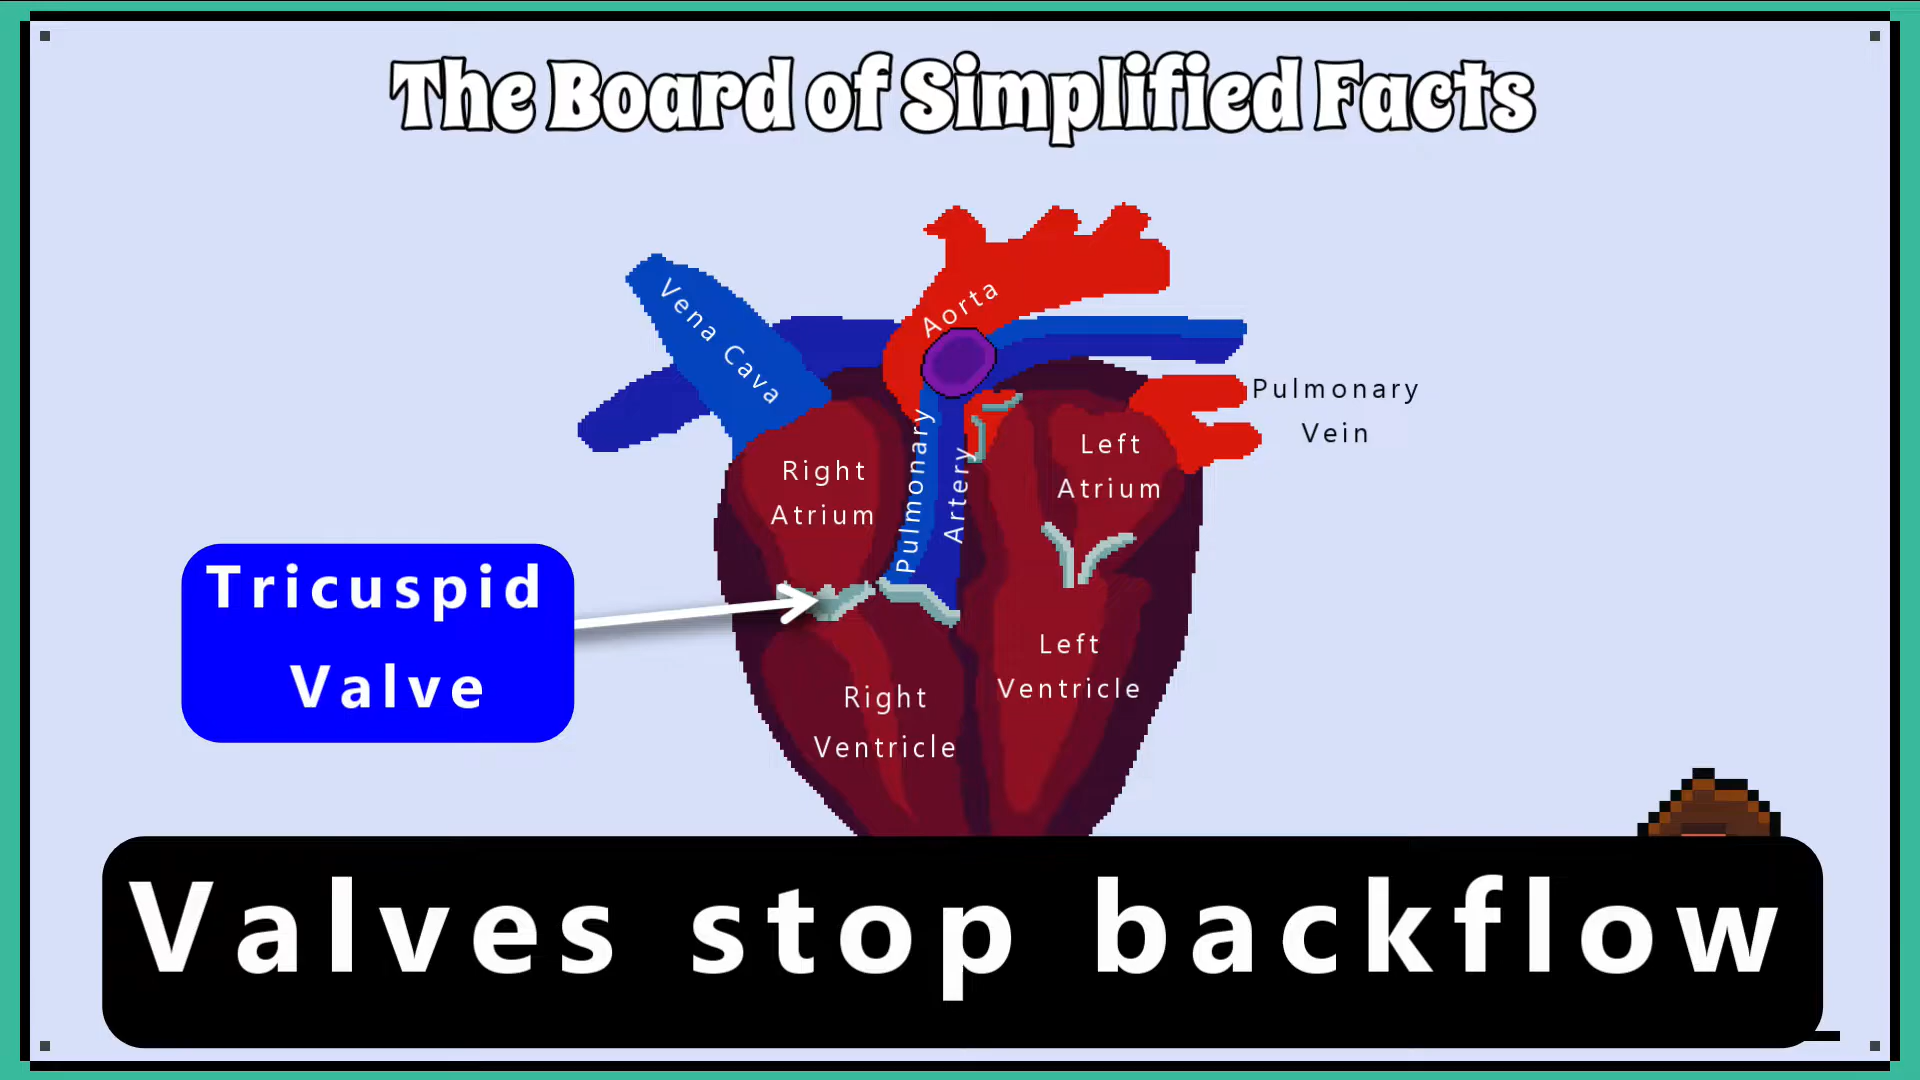 The Board of Simplified Facts
Vena Cava
Aorta
Pulmonary
Vein
Right
Atrium
Pulmonary
Artery
Left
Atrium
Tricuspid
Valve
Left
Ventricle
Right
Ventricle
Valves stop backflow